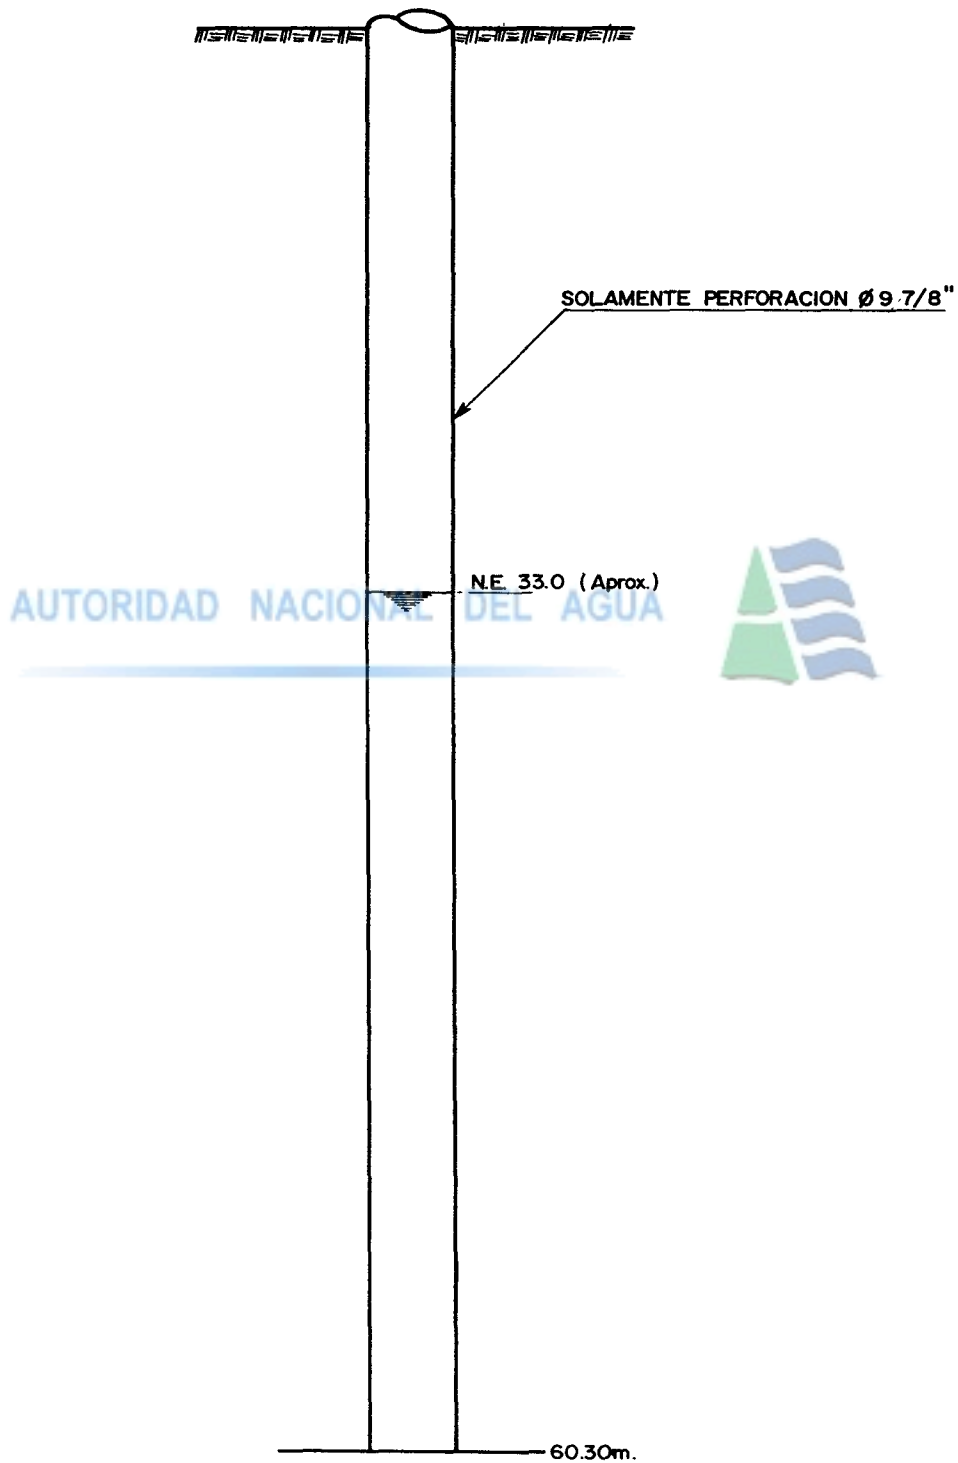 SOLAMENTE PERFORACION Ø 9 7/8"
N.E. 33.0 (Aprox.)
AUTORIDAD NACIONAL DEL AGUA
60.30m.